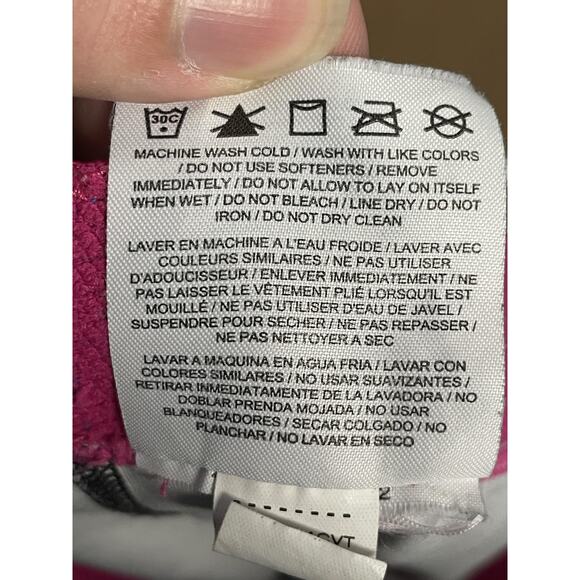 30C
MACHINE WASH COLD / WASH WITH LIKE COLORS
/ DO NOT USE SOFTENERS / REMOVE
IMMEDIATELY / DO NOT ALLOW TO LAY ON ITSELF
WHEN WET / DO NOT BLEACH / LINE DRY / DO NOT
IRON / DO NOT DRY CLEAN
LAVER EN MACHINE A L'EAU FROIDE / LAVER AVEC
COULEURS SIMILAIRES / NE PAS UTILISER
D'ADOUCISSEUR / ENLEVER IMMEDIATEMENT / NE
PAS LAISSER LE VÊTEMENT PLIÉ LORSQU'IL EST
MOUILLÉ / NE PAS UTILISER D'EAU DE JAVEL /
SUSPENDRE POUR SECHER / NE PAS REPASSER /
NE PAS NETTOYER A SEC
LAVAR A MAQUINA EN AGUA FRIA / LAVAR CON
COLORES SIMILARES / NO USAR SUAVIZANTES /
RETIRAR INMEDIATAMENTE DE LA LAVADORA / NO
DOBLAR PRENDA MOJADA / NO USAR
BLANQUEADORES / SECAR COLGADO / NO
PLANCHAR / NO LAVAR EN SECO
2